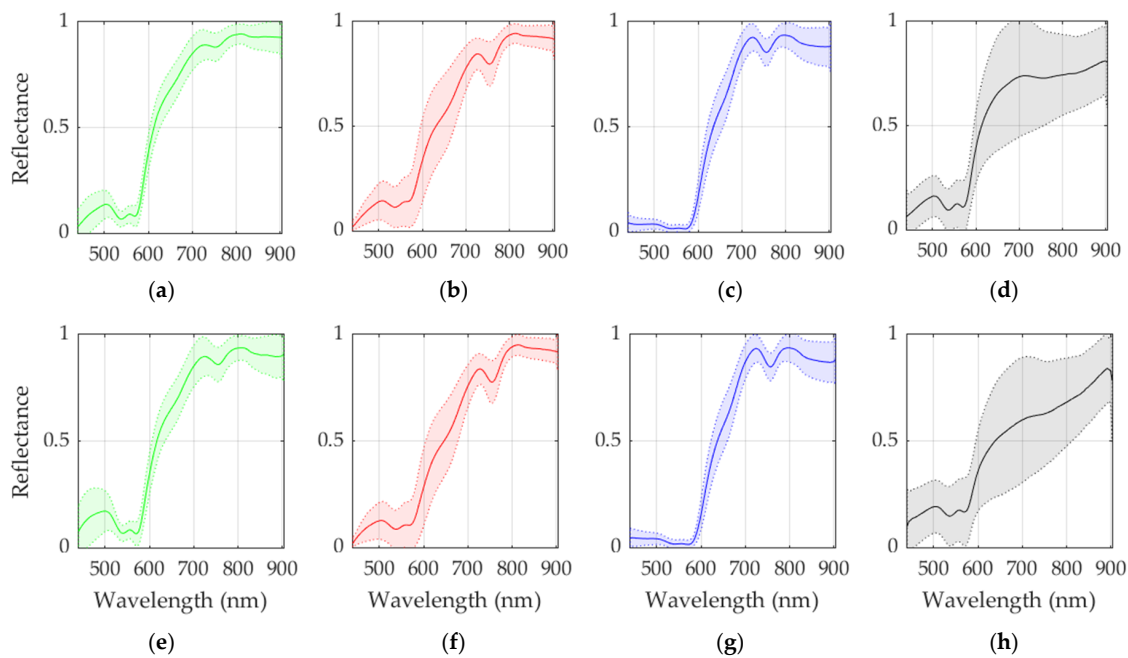 1 1 1 1
Reflectance 0.5 0.5 0.5 0.5
0 0 0 0
500 600 700 800 900 500 600 700 800 900 500 600 700 800 900 500 600 700 800 900
(a) (b) (c) (d)
1 1 1 1
Reflectance 0.5 0.5 0.5 0.5
0 0 0 0
500 600 700 800 900 500 600 700 800 900 500 600 700 800 900 500 600 700 800 900
Wavelength (nm) Wavelength (nm) Wavelength (nm) Wavelength (nm)
(e) (f) (g) (h)